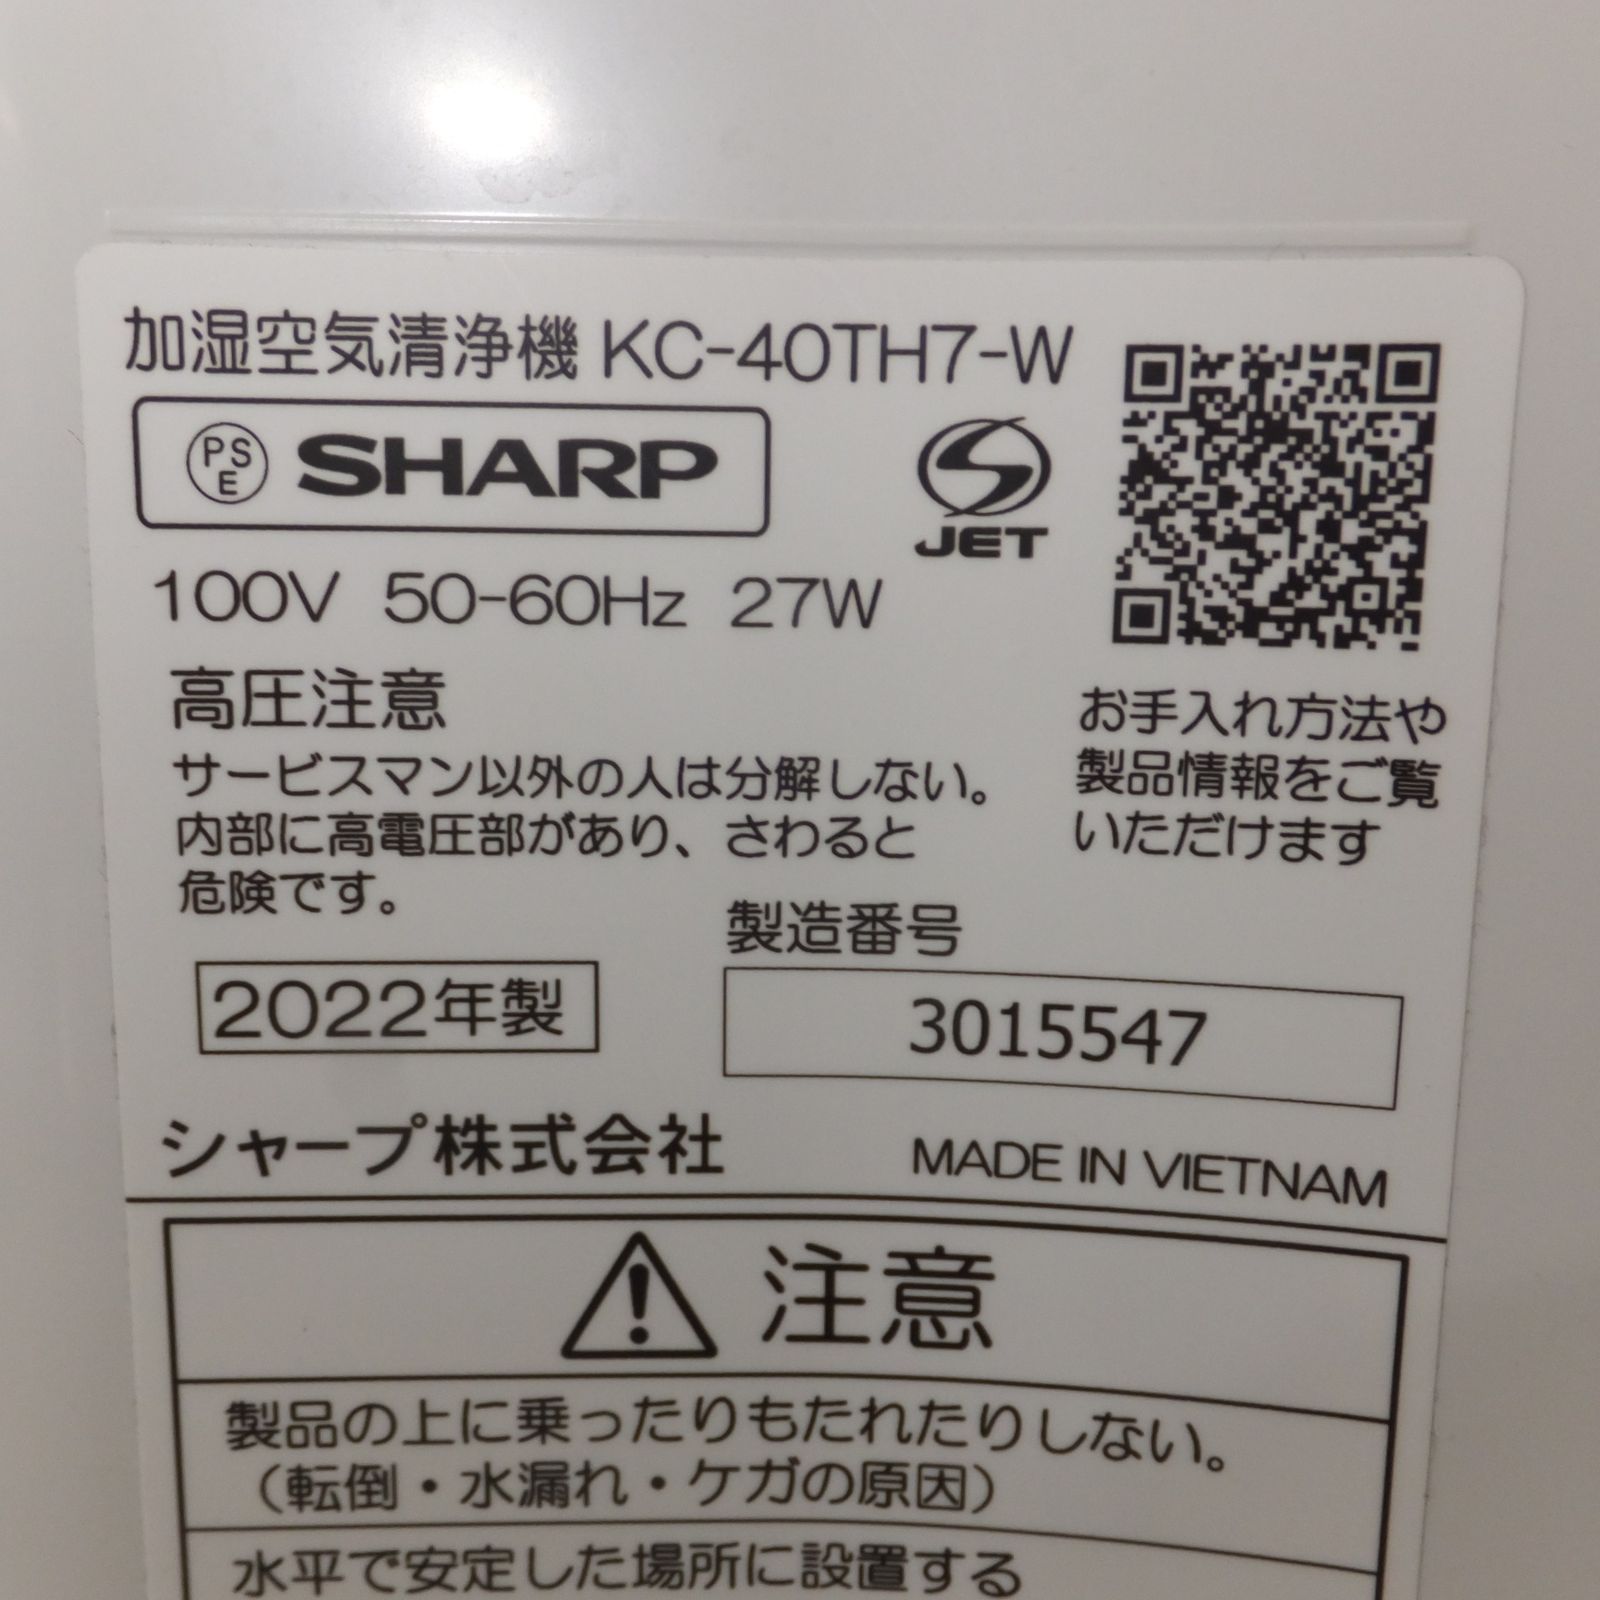 加湿空気清浄機 KC-40TH7-W
PSE SHARP
JET
100V 50-60Hz 27W
高圧注意
サービスマン以外の人は分解しない。
内部に高電圧部があり、さわると
危険です。
お手入れ方法や
製品情報をご覧
いただけます
2022年製
製造番号
3015547
シャープ株式会社
MADE IN VIETNAM
注意
製品の上に乗ったりもたれたりしない。
（転倒・水漏れ・ケガの原因）
水平で安定した場所に設置する